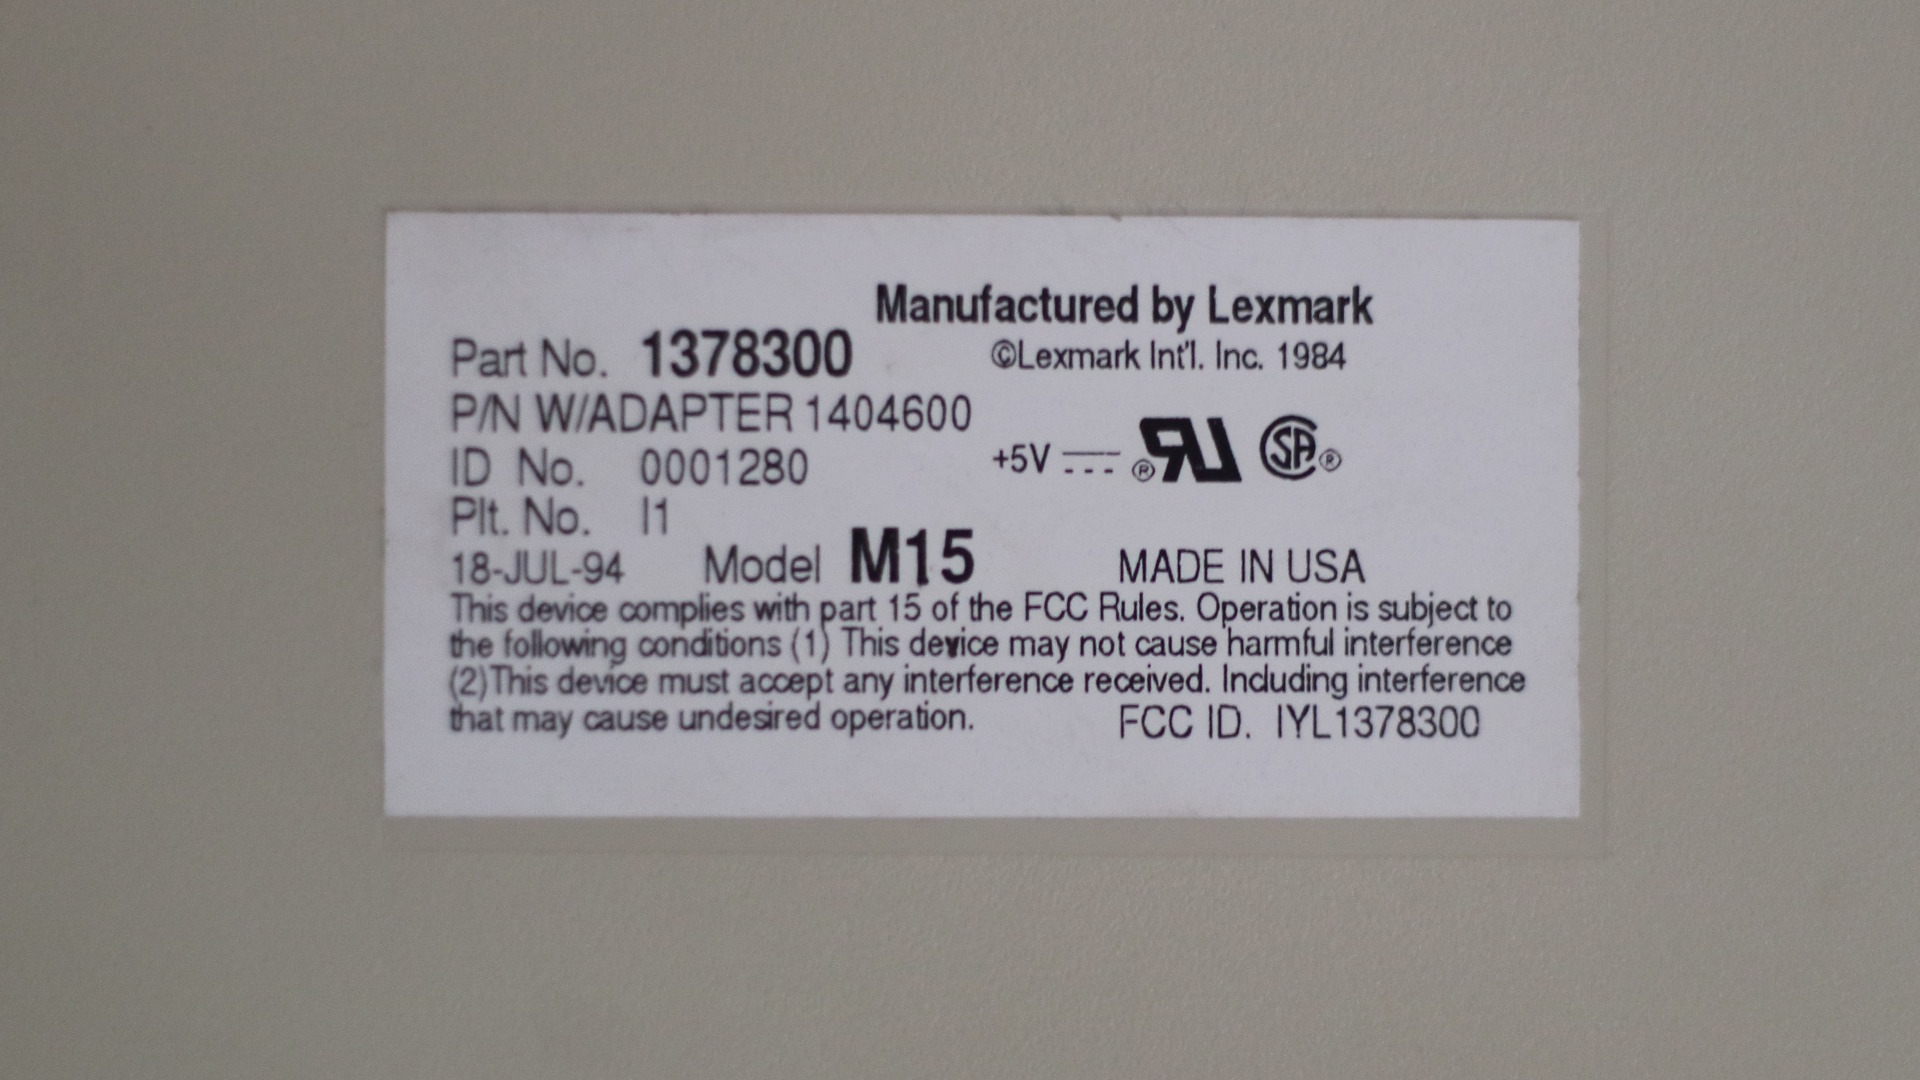 Manufactured by Lexmark
Part No. 1378300 ©Lexmark Int'l. Inc. 1984
P/N W/ADAPTER 1404600
ID No. 0001280 +5V ® RU SA ®
Plt. No. I1
18-JUL-94 Model M15 MADE IN USA
This device complies with part 15 of the FCC Rules. Operation is subject to
the following conditions (1) This device may not cause harmful interference
(2)This device must accept any interference received. Including interference
that may cause undesired operation. FCC ID. IYL1378300